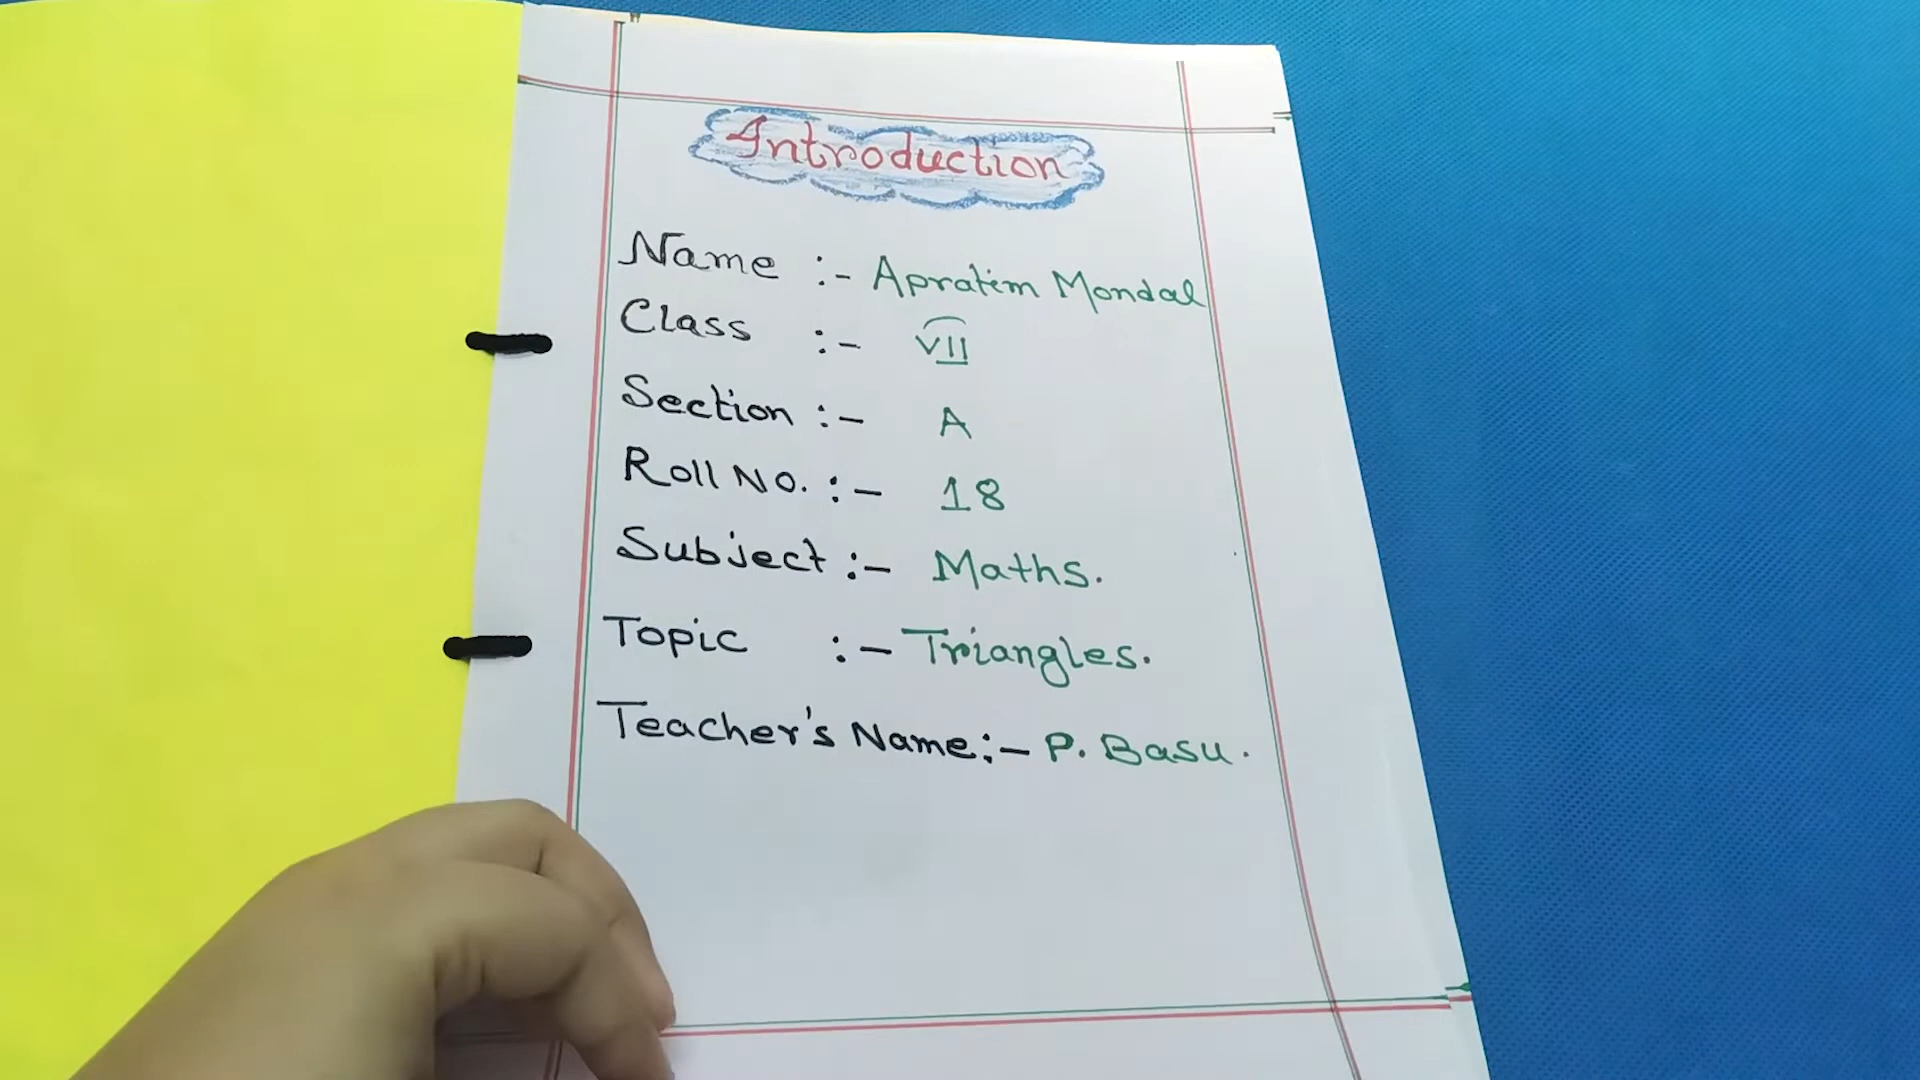 Introduction
Name :- Apratim Mondal
Class :- VII
Section :- A
Roll No. :- 18
Subject :- Maths.
Topic :- Triangles.
Teacher's Name :- P. Basu.